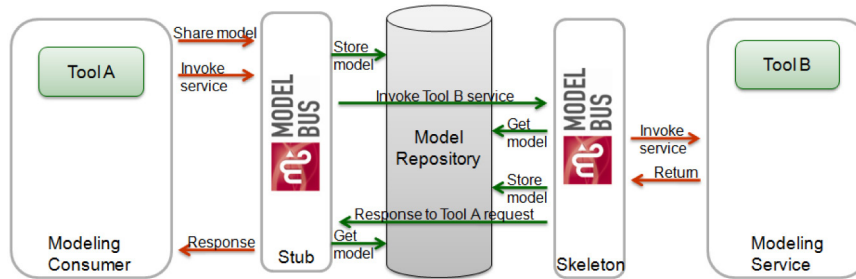 Tool A
Modeling
Consumer
Share model
Invoke
service
Response
MODEL
BUS
Stub
Store
model
Invoke Tool B service
Model
Repository
Get
model
Store
model
Response to Tool A request
Get
model
MODEL
BUS
Skeleton
Invoke
service
Return
Tool B
Modeling
Service